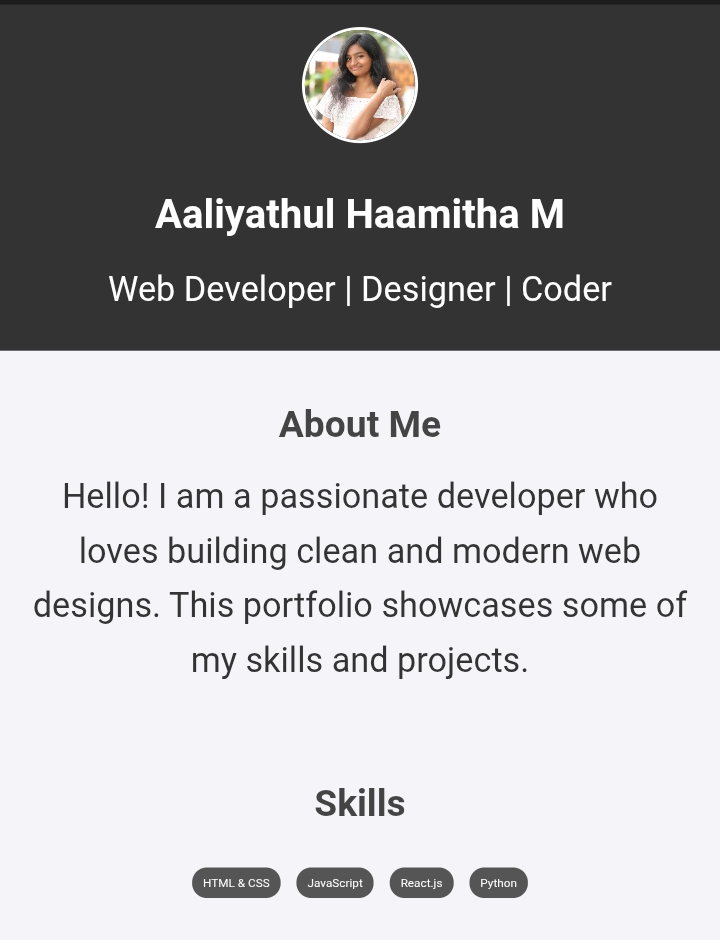 Aaliyathul Haamitha M
Web Developer | Designer | Coder
About Me
Hello! I am a passionate developer who
loves building clean and modern web
designs. This portfolio showcases some of
my skills and projects.
Skills
HTML & CSS JavaScript React.js Python